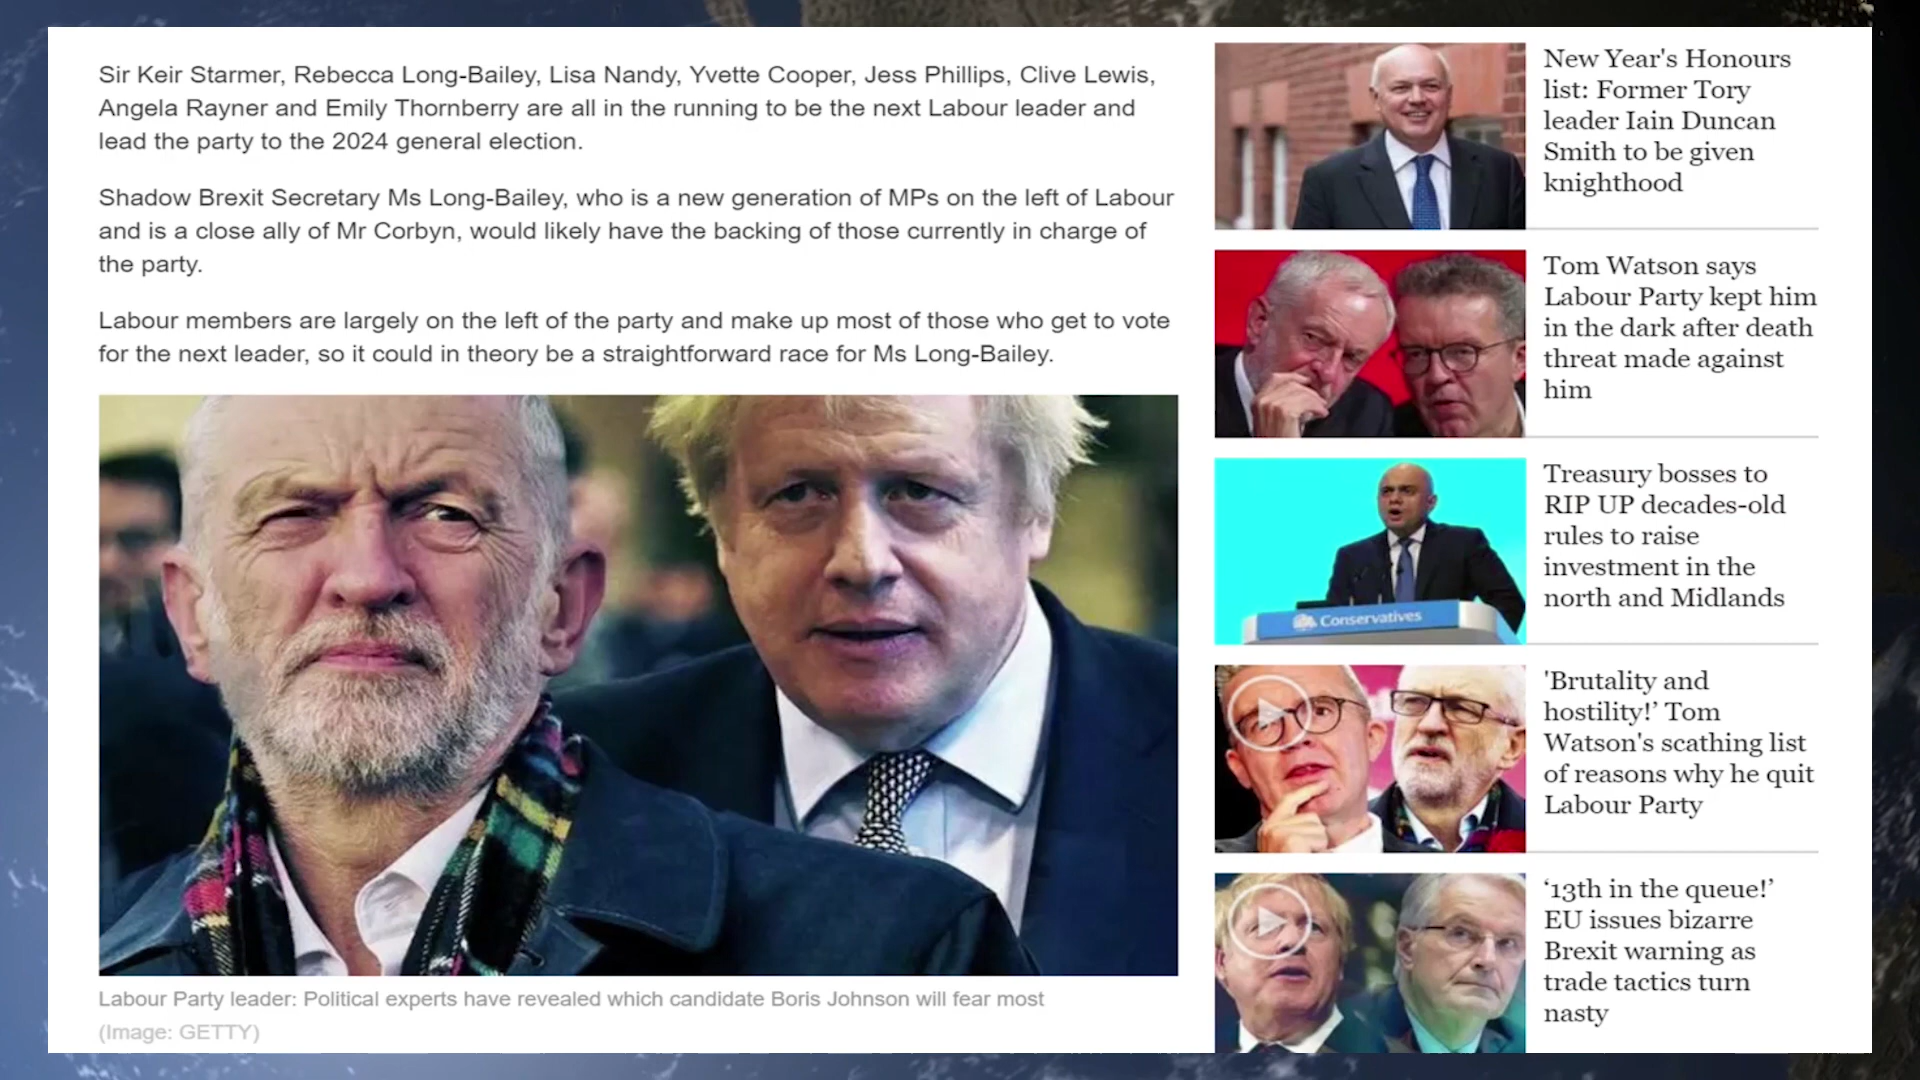 Sir Keir Starmer, Rebecca Long-Bailey, Lisa Nandy, Yvette Cooper, Jess Phillips, Clive Lewis,
Angela Rayner and Emily Thornberry are all in the running to be the next Labour leader and
lead the party to the 2024 general election.
Shadow Brexit Secretary Ms Long-Bailey, who is a new generation of MPs on the left of Labour
and is a close ally of Mr Corbyn, would likely have the backing of those currently in charge of
the party.
Labour members are largely on the left of the party and make up most of those who get to vote
for the next leader, so it could in theory be a straightforward race for Ms Long-Bailey.
Labour Party leader: Political experts have revealed which candidate Boris Johnson will fear most
(Image: GETTY)
New Year's Honours
list: Former Tory
leader Iain Duncan
Smith to be given
knighthood
Tom Watson says
Labour Party kept him
in the dark after death
threat made against
him
Conservatives
Treasury bosses to
RIP UP decades-old
rules to raise
investment in the
north and Midlands
'Brutality and
hostility!’ Tom
Watson's scathing list
of reasons why he quit
Labour Party
‘13th in the queue!’
EU issues bizarre
Brexit warning as
trade tactics turn
nasty